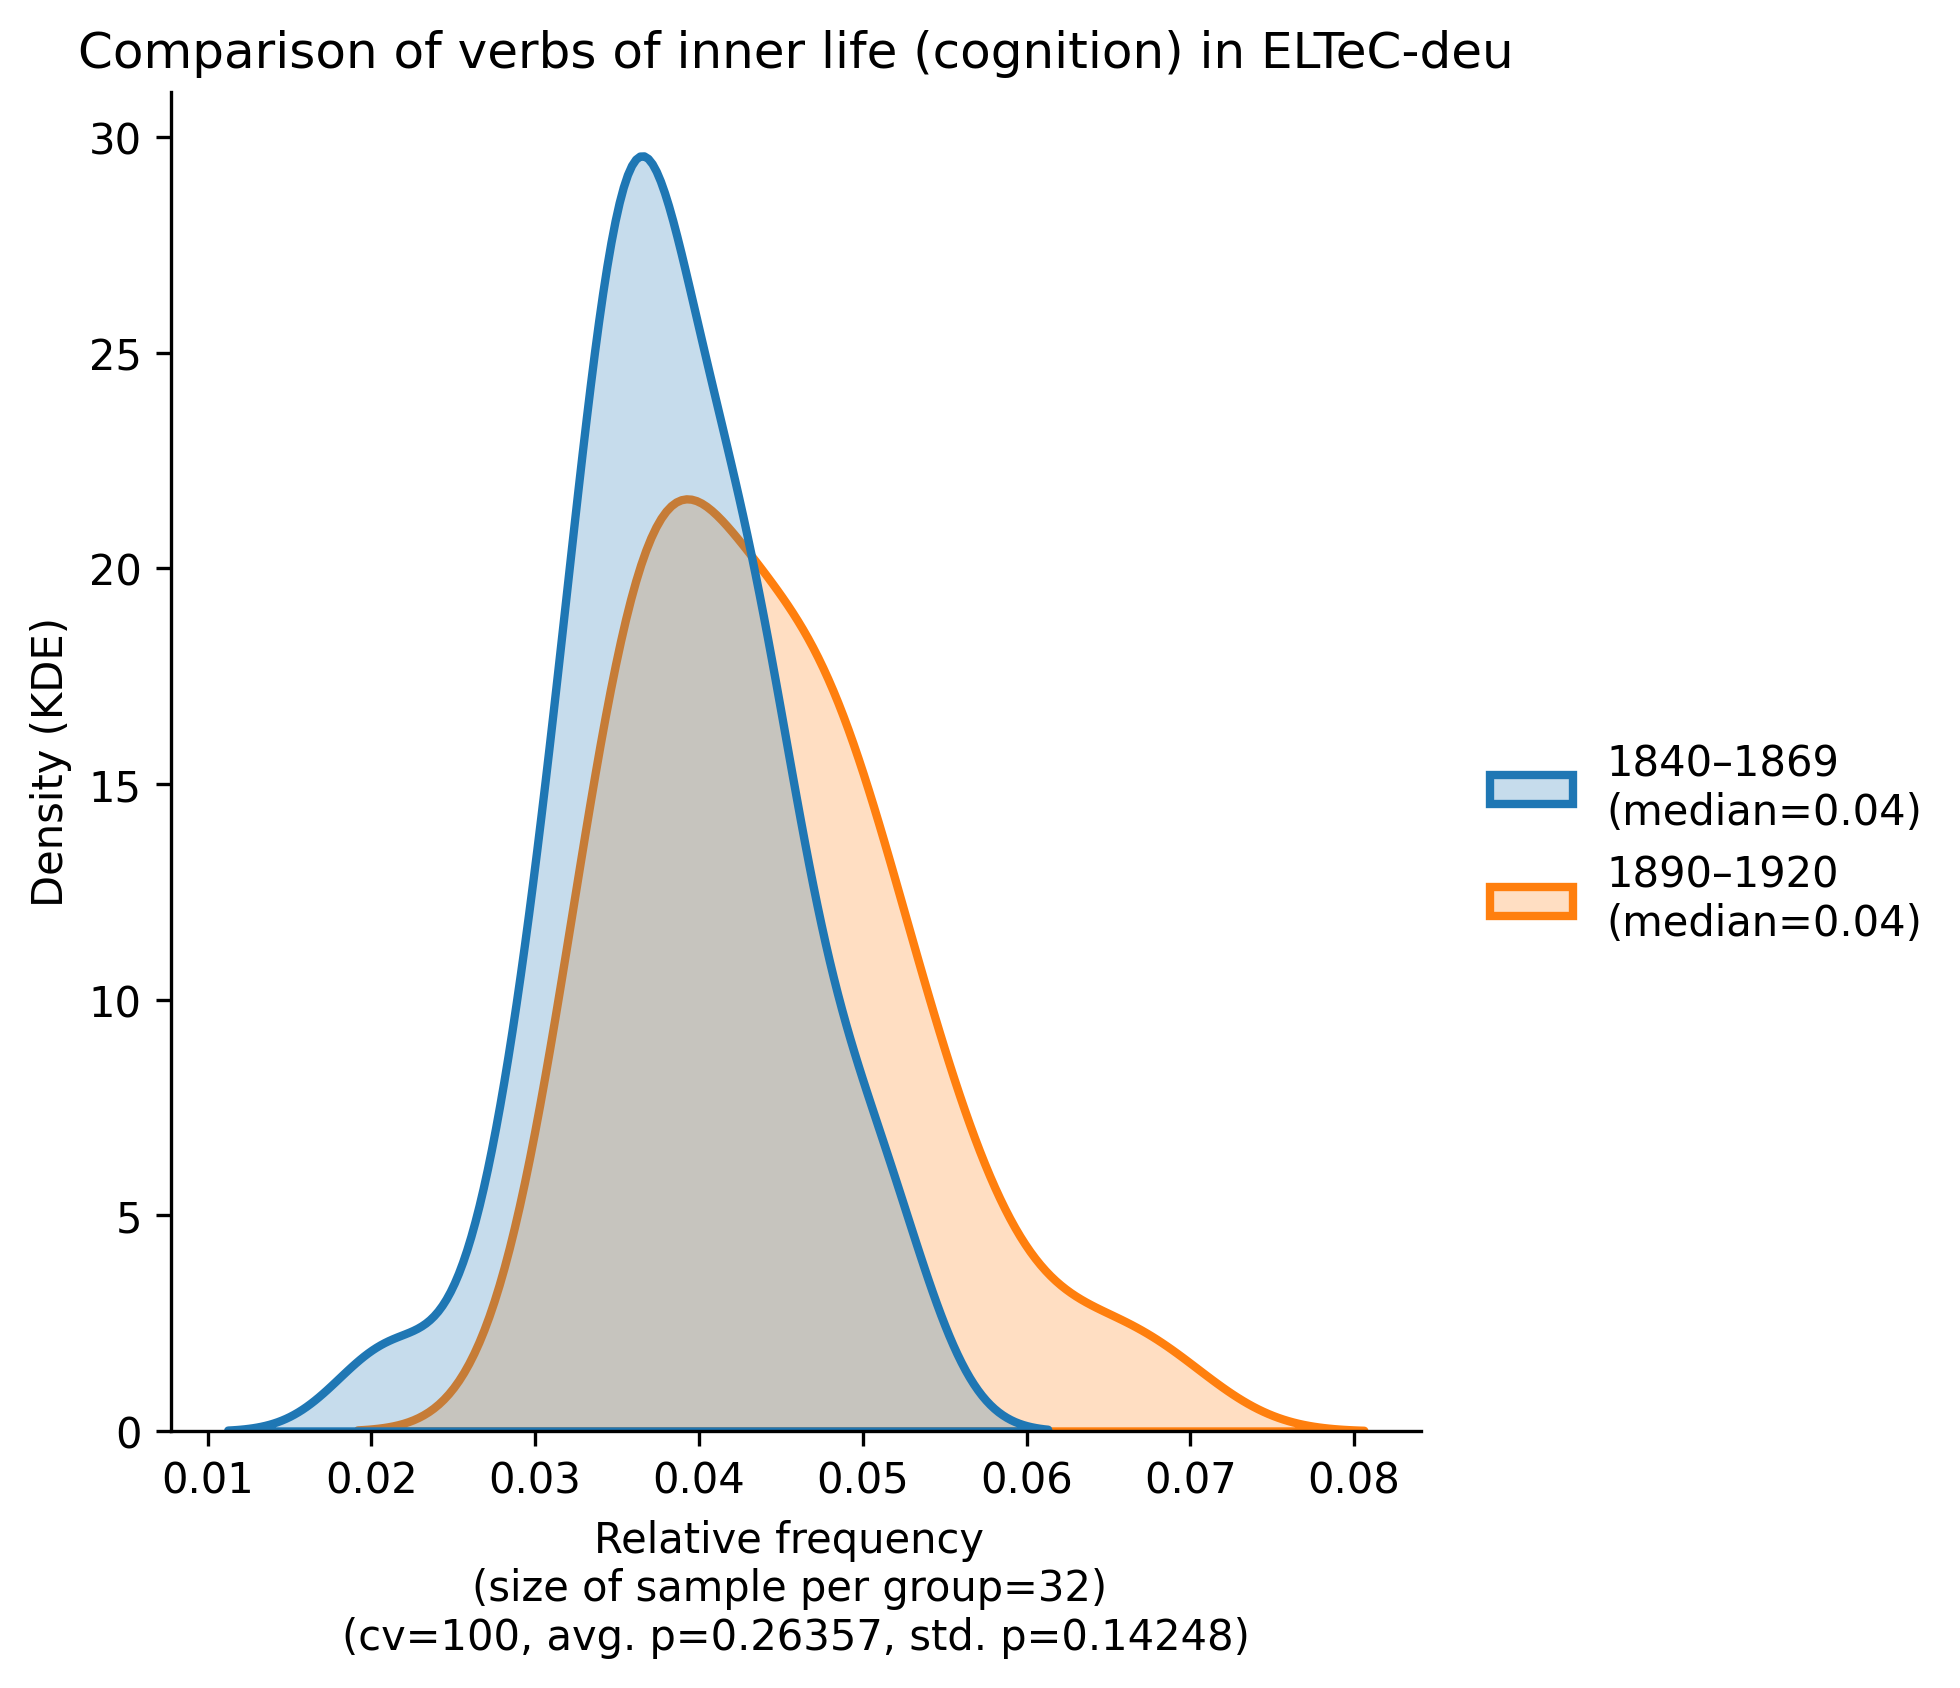 Comparison of verbs of inner life (cognition) in ELTeC-deu
30
25
20
15
10
5
0
Density (KDE)
0.01 0.02 0.03 0.04 0.05 0.06 0.07 0.08
Relative frequency
(size of sample per group=32)
(cv=100, avg. p=0.26357, std. p=0.14248)
1840–1869
(median=0.04)
1890–1920
(median=0.04)